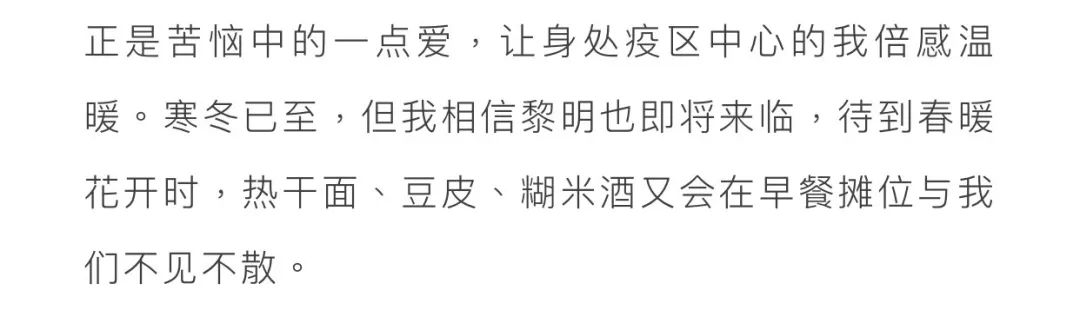 正是苦恼中的一点爱，让身处疫区中心的我倍感温
暖。寒冬已至，但我相信黎明也即将来临，待到春暖
花开时，热干面、豆皮、糊米酒又会在早餐摊位与我
们不见不散。